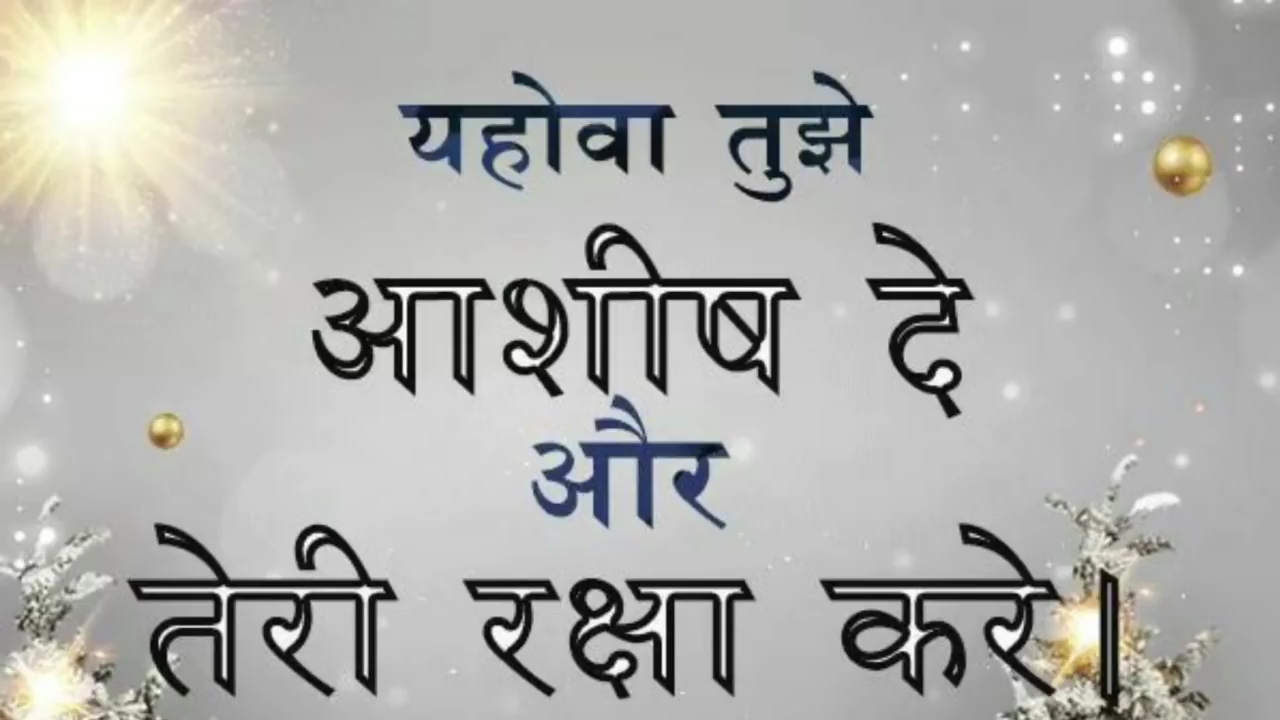 यहोवा तुझे
आशीष दे
और
तेरी रक्षा करे।